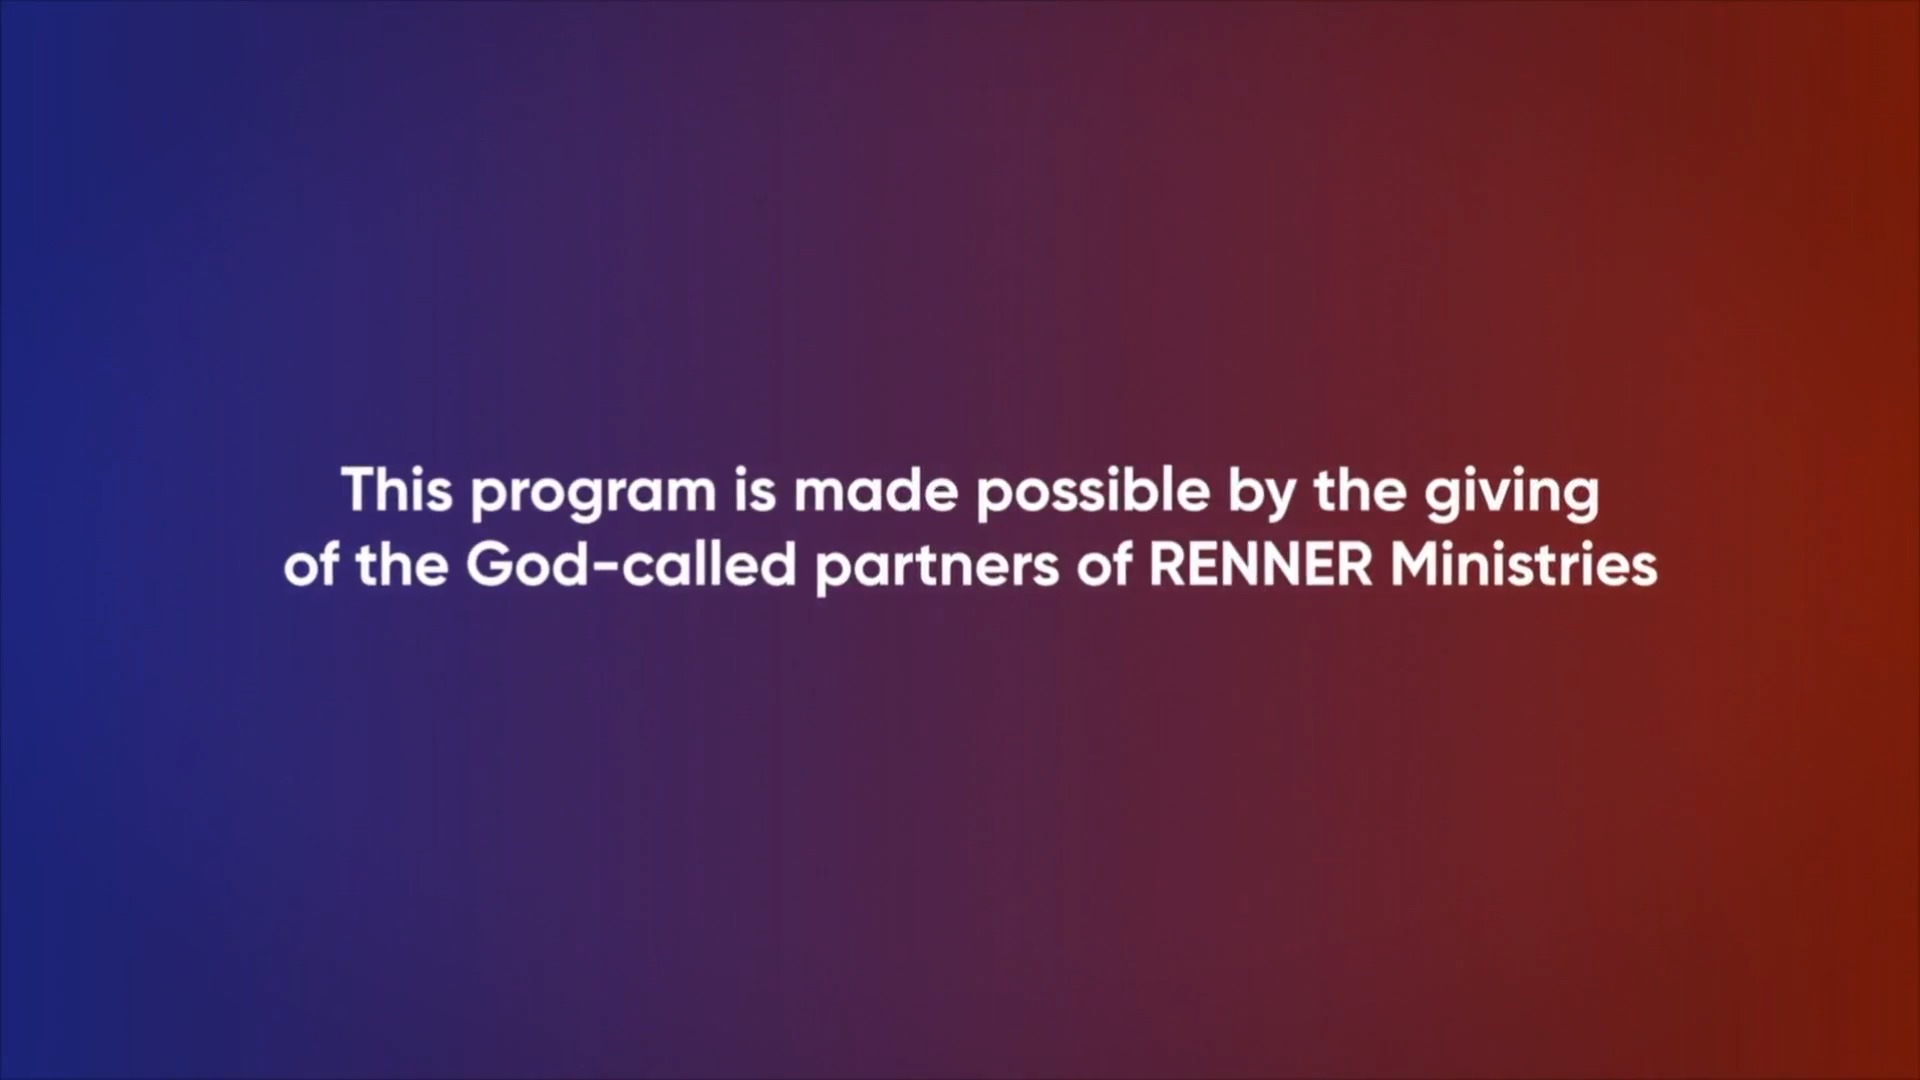 This program is made possible by the giving
of the God-called partners of RENNER Ministries